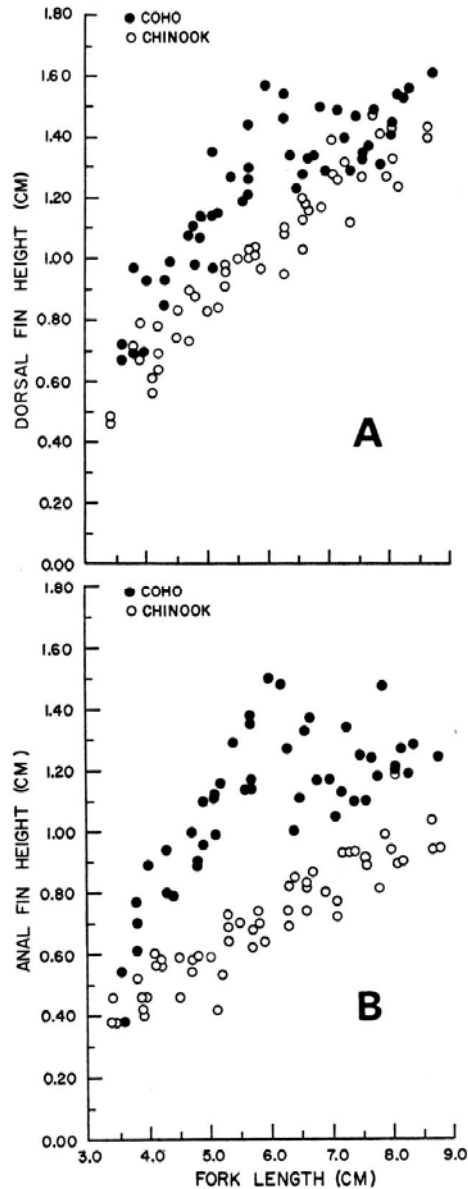 ● COHO
○ CHINOOK
1.80
1.60
1.40
1.20
1.00
0.80
0.60
0.40
0.20
0.00
DORSAL FIN HEIGHT (CM)
A
● COHO
○ CHINOOK
1.80
1.60
1.40
1.20
1.00
0.80
0.60
0.40
0.20
0.00
ANAL FIN HEIGHT (CM)
B
3.0 4.0 5.0 6.0 7.0 8.0 9.0
FORK LENGTH (CM)